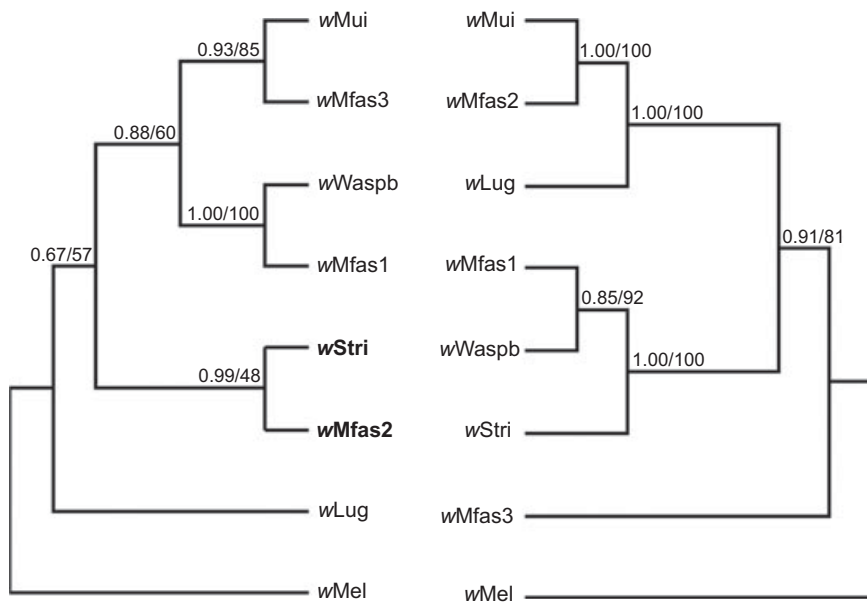 wMui
0.93/85
wMfas3
0.88/60
wWaspb
1.00/100
wMfas1
0.67/57
wStri
0.99/48
wMfas2
wLug
wMel
wMui
1.00/100
wMfas2
1.00/100
wLug
0.91/81
wMfas1
0.85/92
wWaspb
1.00/100
wStri
wMfas3
wMel